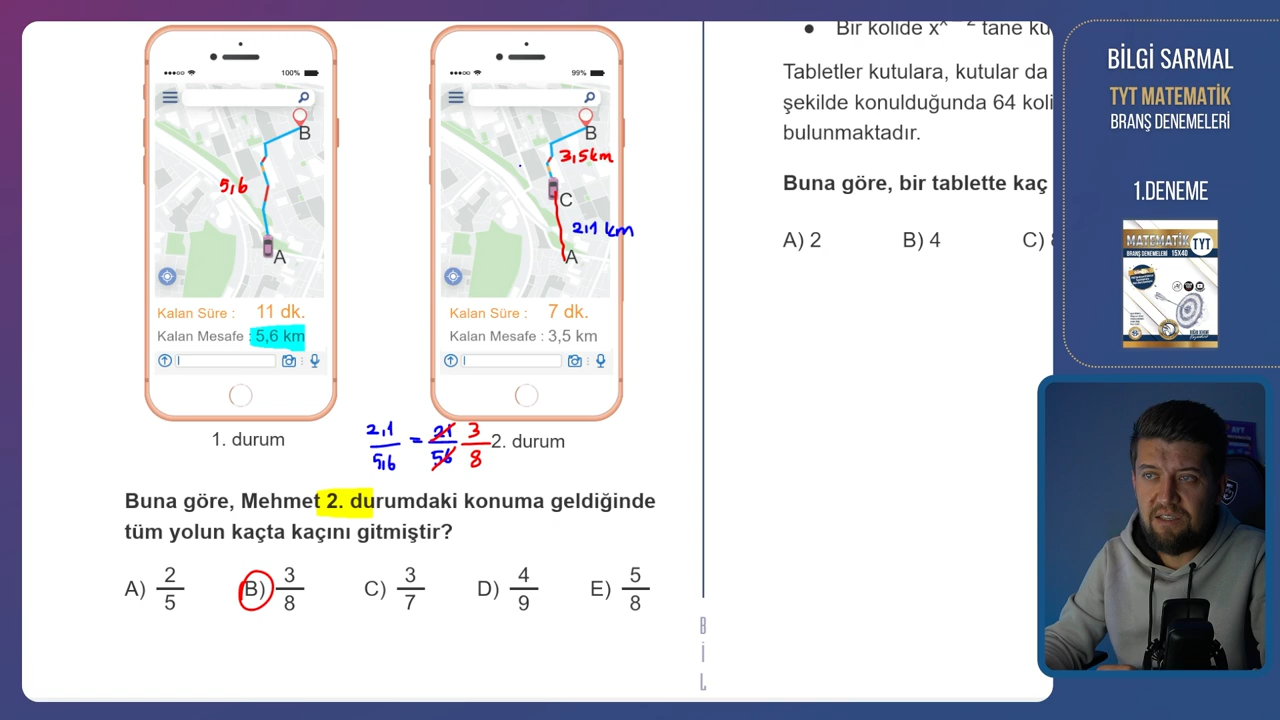 100%
B
5,6
A
Kalan Süre : 11 dk.
Kalan Mesafe : 5,6 km
1. durum
99%
B
3,5km
C
2,1 km
A
Kalan Süre : 7 dk.
Kalan Mesafe : 3,5 km
2. durum
2,1/5,6 = 21/56 3/8
Buna göre, Mehmet 2. durumdaki konuma geldiğinde
tüm yolun kaçta kaçını gitmiştir?
A) 2/5 B) 3/8 C) 3/7 D) 4/9 E) 5/8
B
İ
L
Bir kolide x tane ku
Tabletler kutulara, kutular da
şekilde konulduğunda 64 koli
bulunmaktadır.
Buna göre, bir tablette kaç
A) 2 B) 4 C)
BİLGİ SARMAL
TYT MATEMATİK
BRANŞ DENEMELERİ
1.DENEME
MATEMATİK TYT
BRANŞ DENEMELERİ 15X40